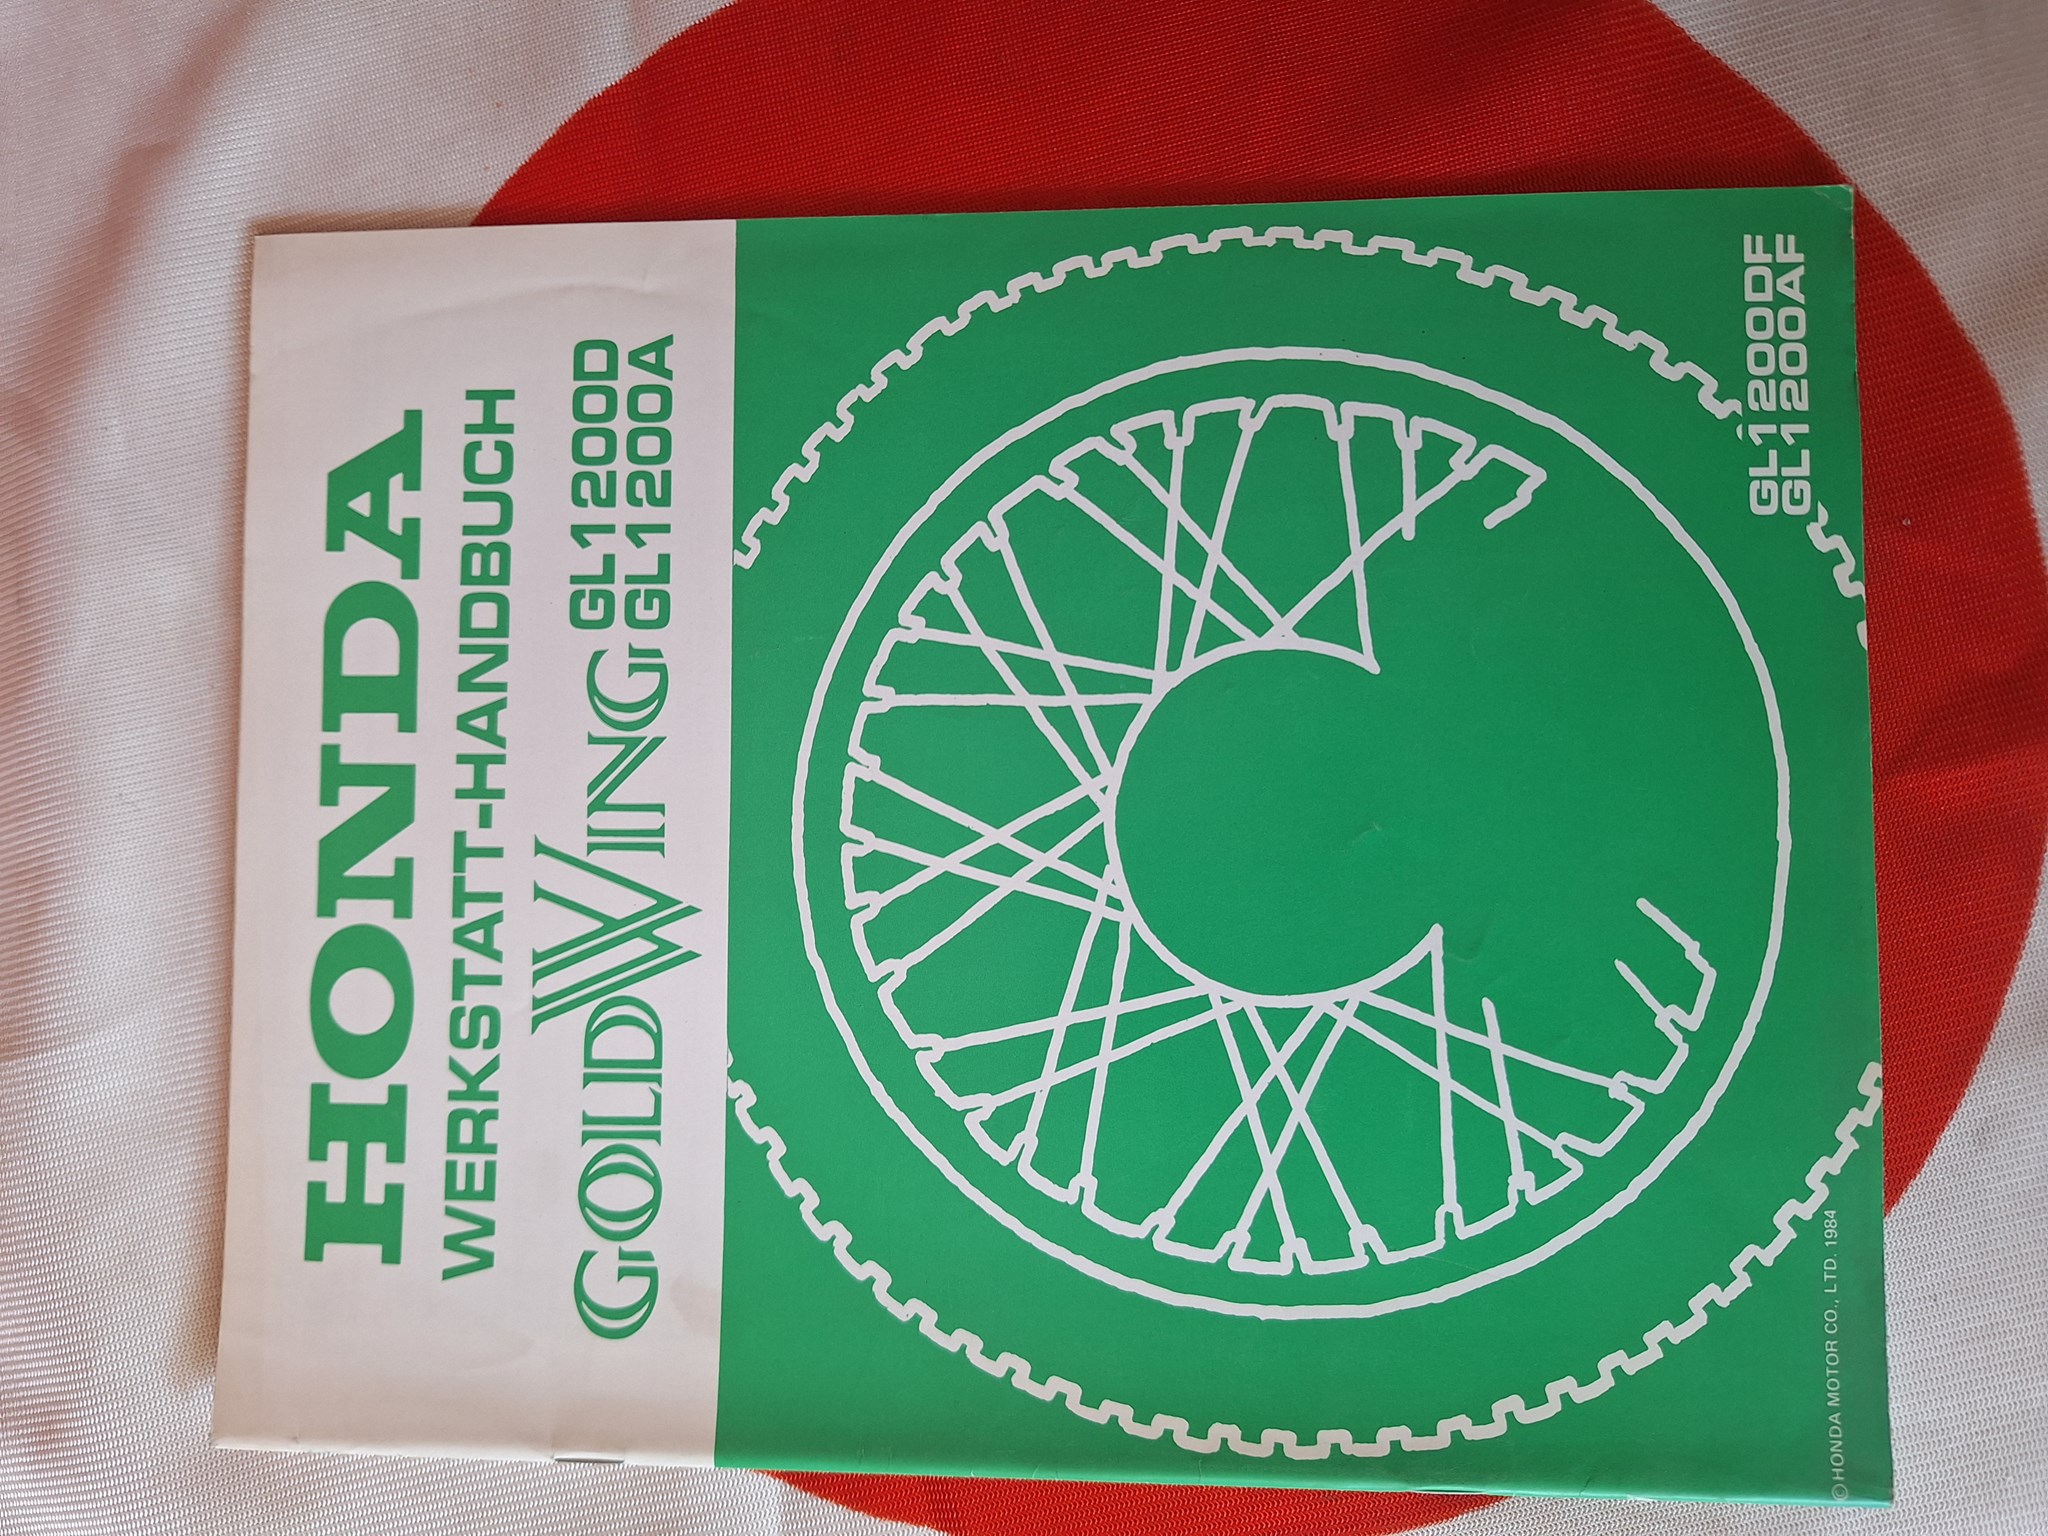 HONDA
WERKSTATT-HANDBUCH
GOLDWING GL1200D
GL1200A
GL1200DF
GL1200AF
© HONDA MOTOR CO., LTD. 1984